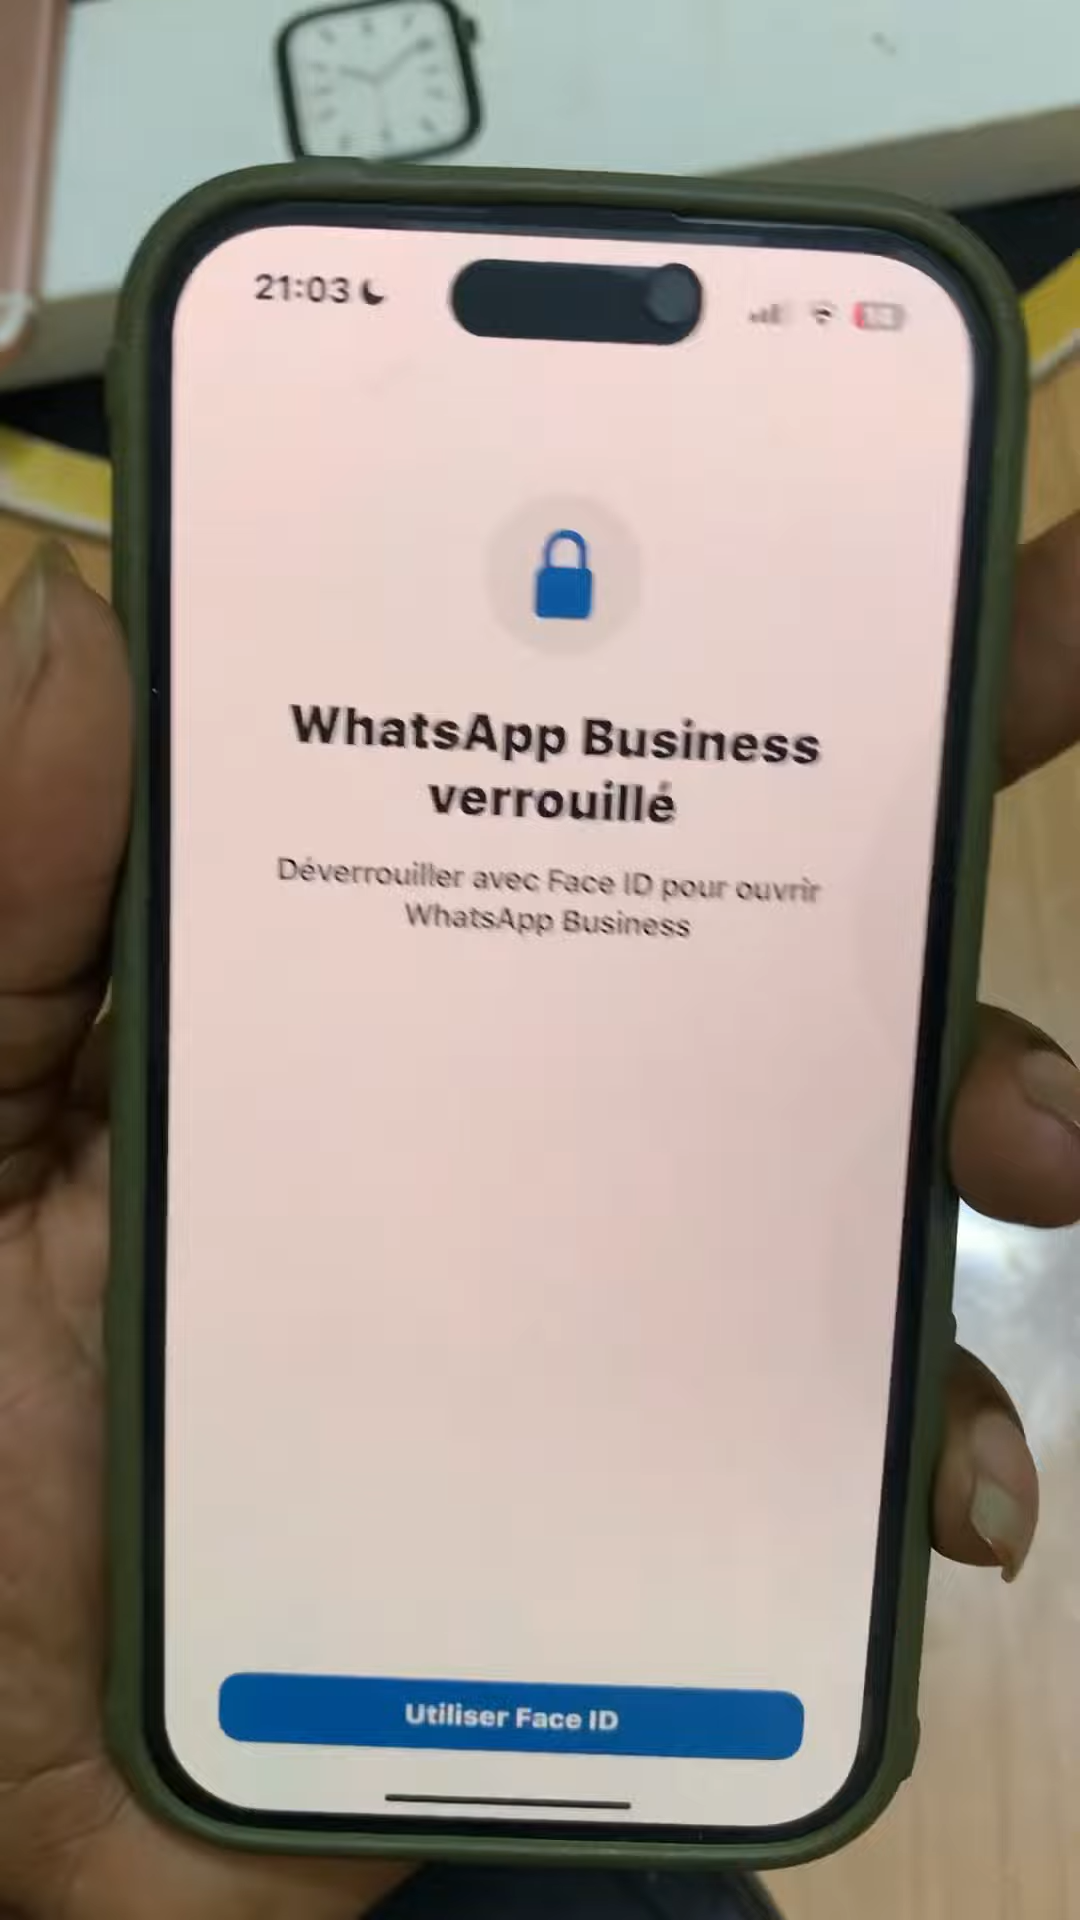 21:03
WhatsApp Business
verrouillé
Déverrouiller avec Face ID pour ouvrir
WhatsApp Business
Utiliser Face ID